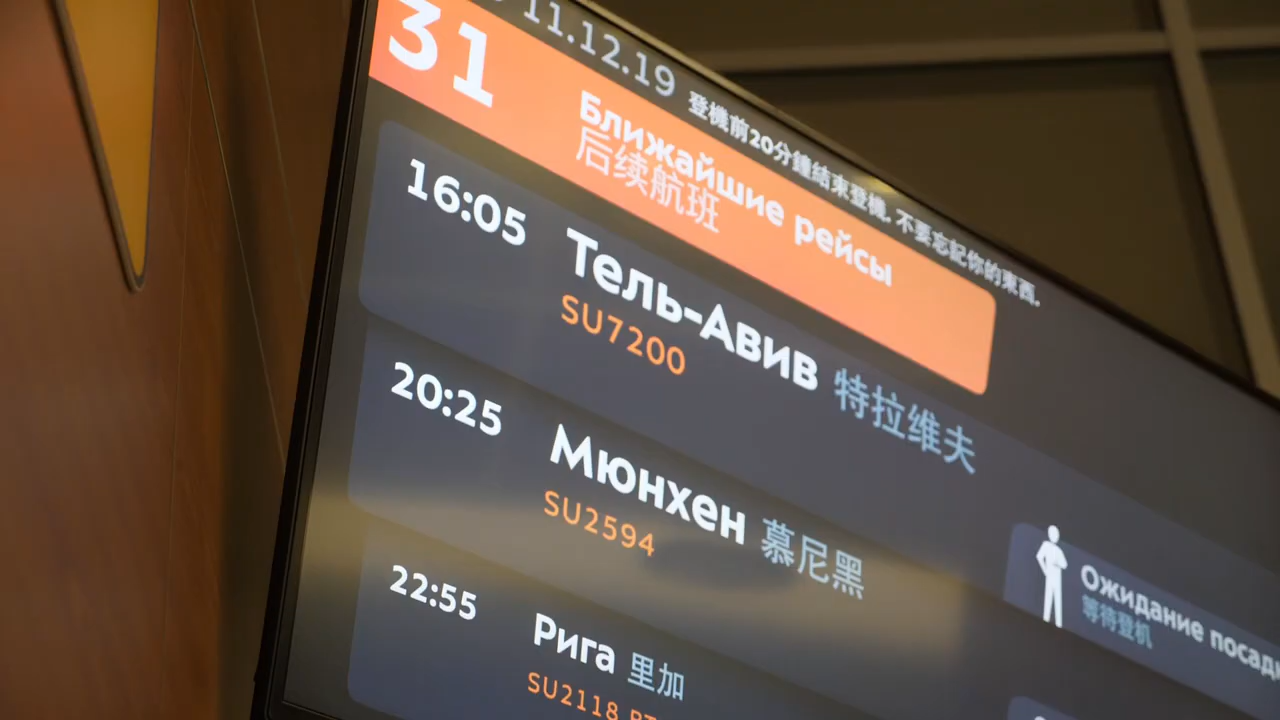 11.12.19 登機前20分鐘結束登機. 不要忘記你的東西.
31
Ближайшие рейсы
后续航班
16:05
Тель-Авив 特拉维夫
SU7200
20:25
Мюнхен 慕尼黑
SU2594
Ожидание
等待登机
22:55
Рига 里加
SU2118